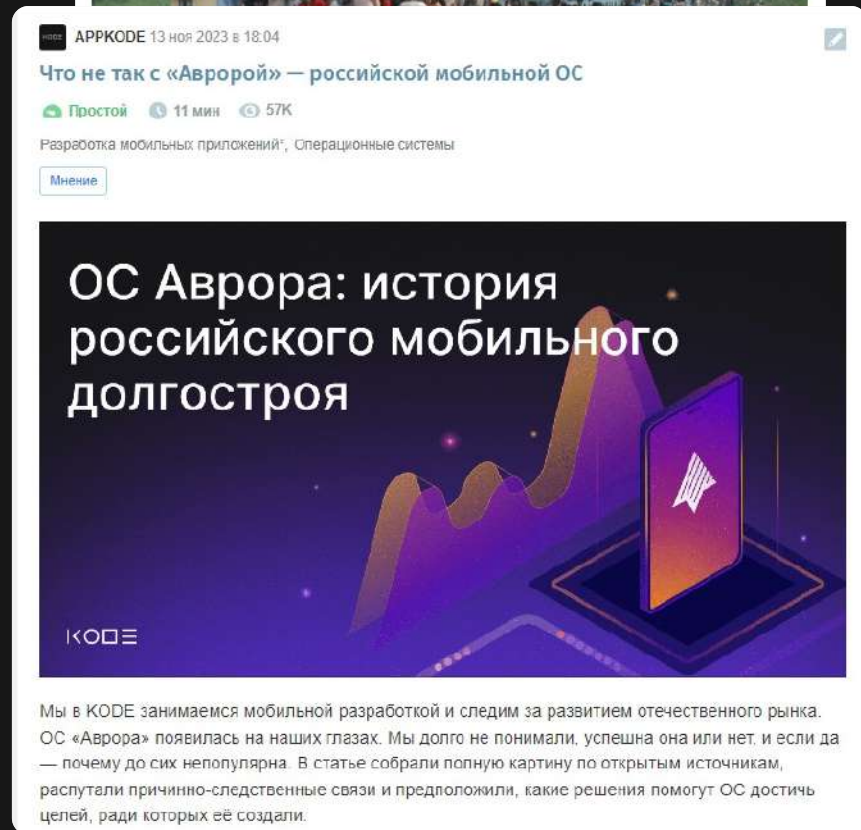 APPKODE 13 ноя 2023 в 18:04
Что не так с «Авророй» — российской мобильной ОС
Простой 11 мин 57K
Разработка мобильных приложений*, Операционные системы
Мнение
ОС Аврора: история
российского мобильного
долгостроя
KODE
Мы в KODE занимаемся мобильной разработкой и следим за развитием отечественного рынка.
ОС «Аврора» появилась на наших глазах. Мы долго не понимали, успешна она или нет, и если да
— почему до сих непопулярна. В статье собрали полную картину по открытым источникам,
распутали причинно-следственные связи и предположили, какие решения помогут ОС достичь
целей, ради которых её создали.